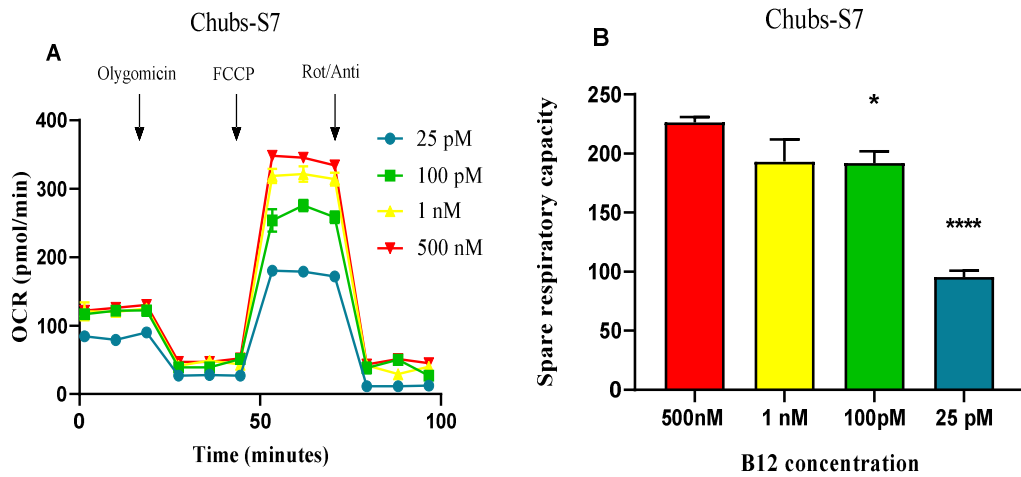 Chubs-S7
A
Olygomicin
FCCP
Rot/Anti
400
300
200
100
0
OCR (pmol/min)
0
50
100
Time (minutes)
25 pM
100 pM
1 nM
500 nM
Chubs-S7
B
250
200
150
100
50
0
Spare respiratory capacity
*
****
500nM
1 nM
100pM
25 pM
B12 concentration